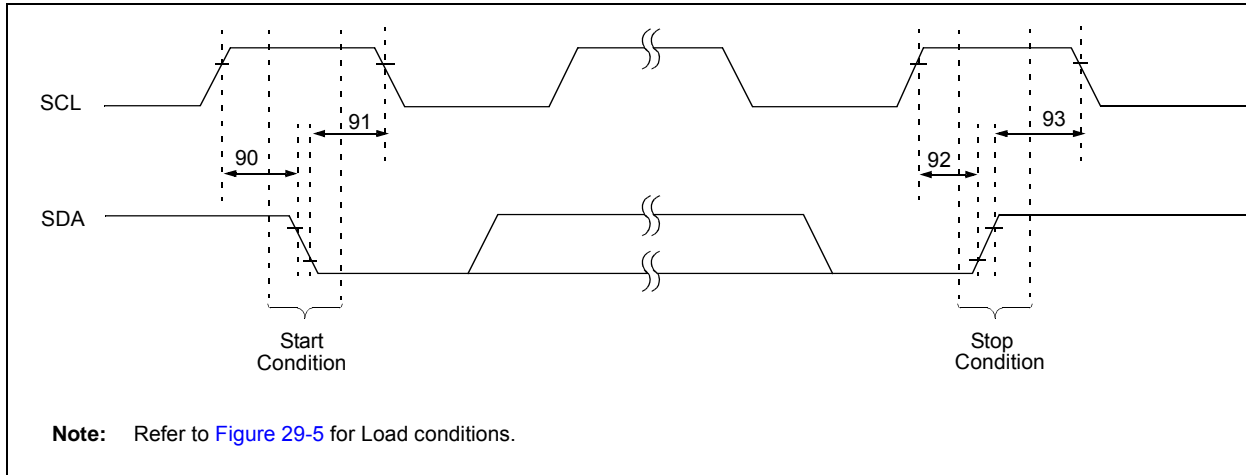 SCL
91
93
90
92
SDA
Start
Condition
Stop
Condition
Note: Refer to Figure 29-5 for Load conditions.